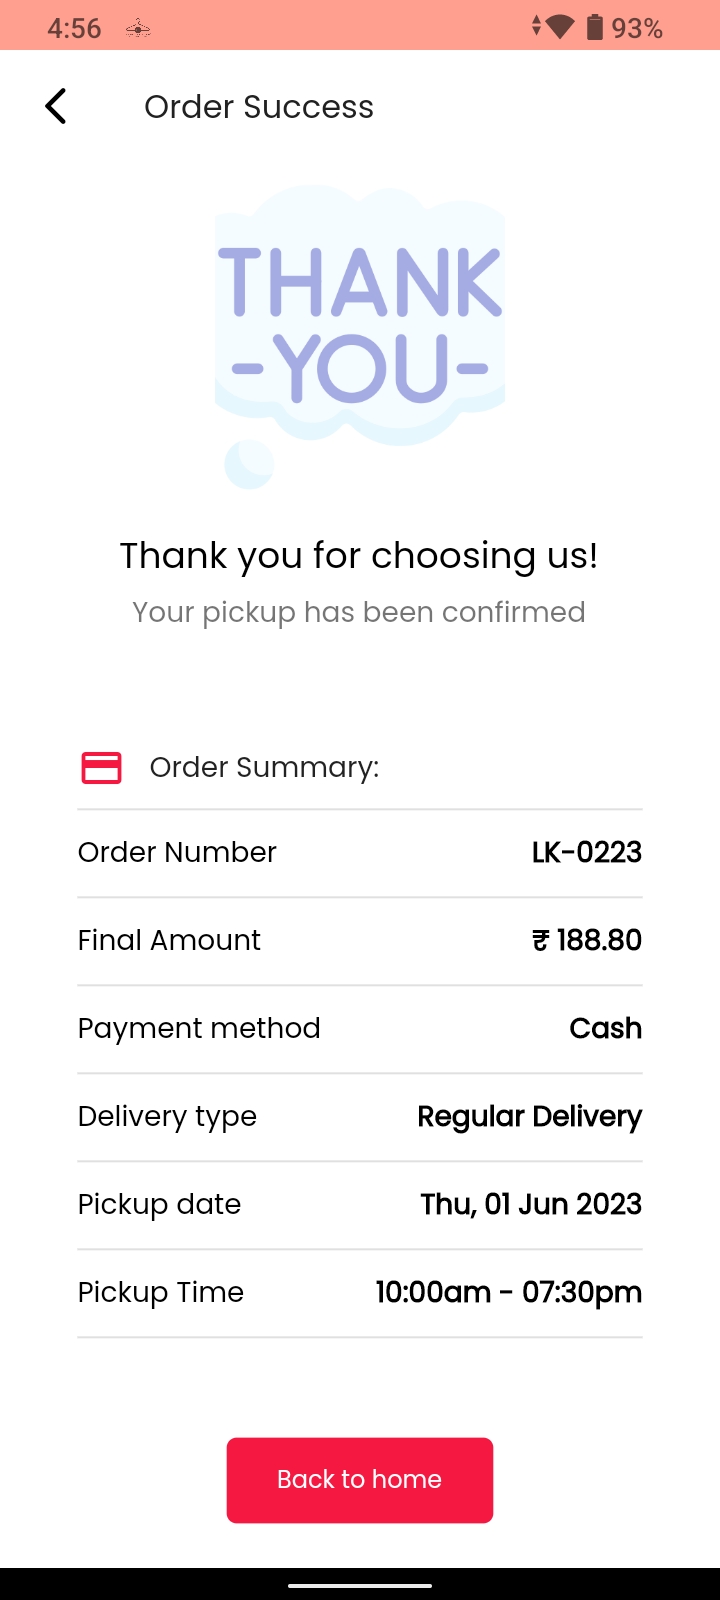 4:56
93%
Order Success
THANK
-YOU-
Thank you for choosing us!
Your pickup has been confirmed
Order Summary:
Order Number LK-0223
Final Amount ₹ 188.80
Payment method Cash
Delivery type Regular Delivery
Pickup date Thu, 01 Jun 2023
Pickup Time 10:00am - 07:30pm
Back to home